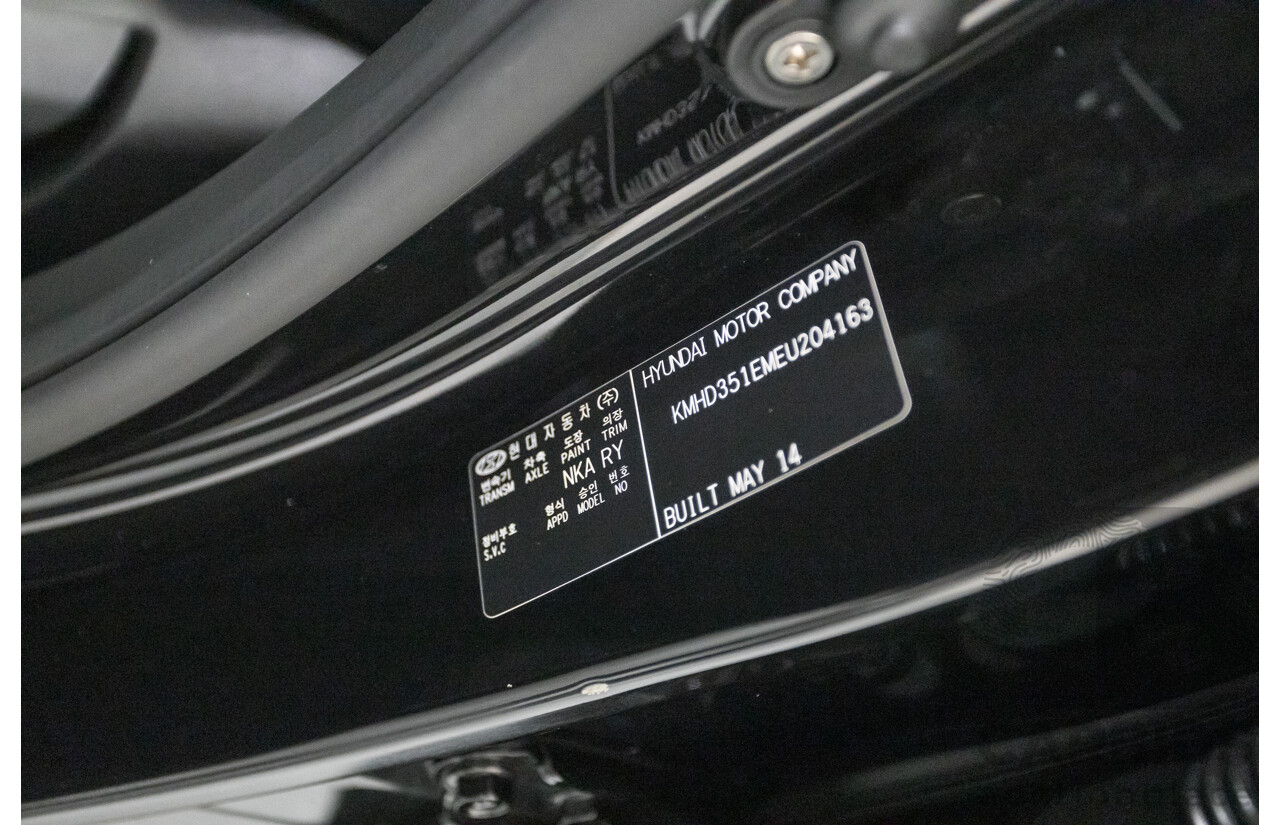 현대자동차(주)
변속기 차축 도장 의장
TRANSM AXLE PAINT TRIM
NKA RY
형식 승인 번호
APPD MODEL NO
정비부호
S.V.C
HYUNDAI MOTOR COMPANY
KMHD351EMEU204163
BUILT MAY 14